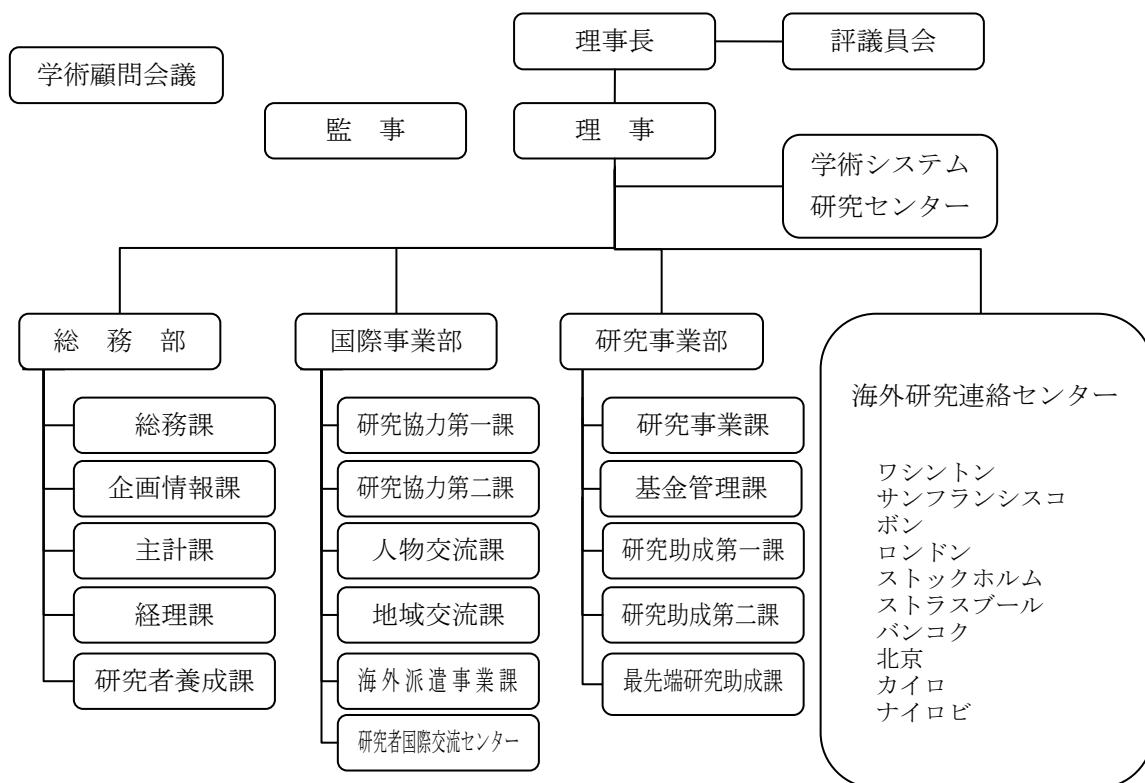 理事長
評議員会
学術顧問会議
監　事
理　事
学術システム
研究センター
総　務　部
国際事業部
研究事業部
海外研究連絡センター
総務課
企画情報課
主計課
経理課
研究者養成課
研究協力第一課
研究協力第二課
人物交流課
地域交流課
海外派遣事業課
研究者国際交流センター
研究事業課
基金管理課
研究助成第一課
研究助成第二課
最先端研究助成課
ワシントン
サンフランシスコ
ボン
ロンドン
ストックホルム
ストラスブール
バンコク
北京
カイロ
ナイロビ